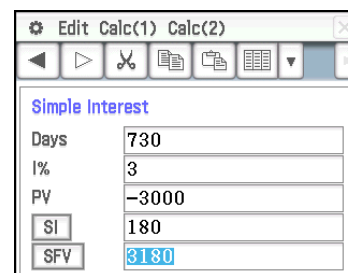 Edit Calc(1) Calc(2)
Simple Interest
Days 730
I% 3
PV −3000
SI 180
SFV 3180